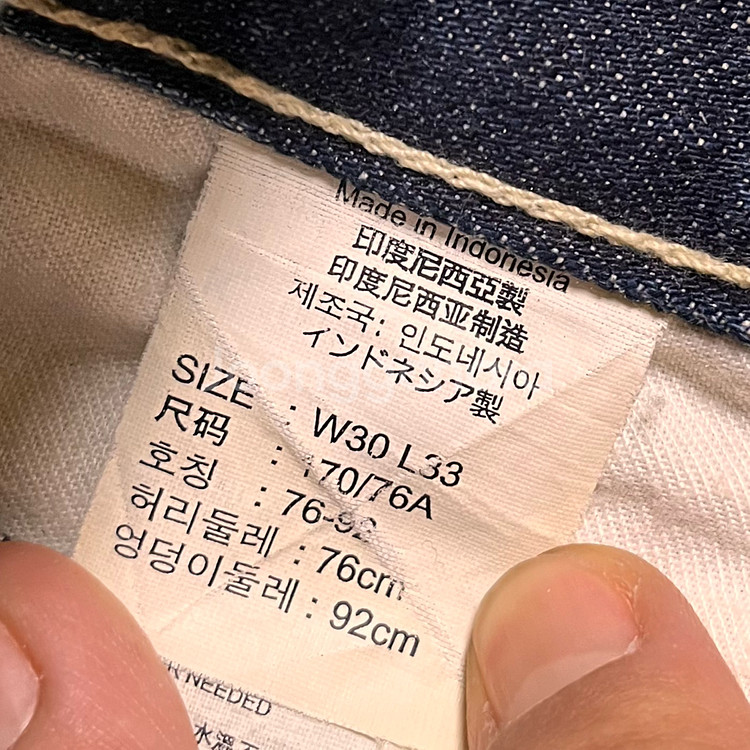 Made in Indonesia
印度尼西亞製
印度尼西亚制造
제조국: 인도네시아
インドネシア製
SIZE : W30 L33
尺码 : 170/76A
호칭 : 76-92
허리둘레 : 76cm
엉덩이둘레 : 92cm
NEEDED
水